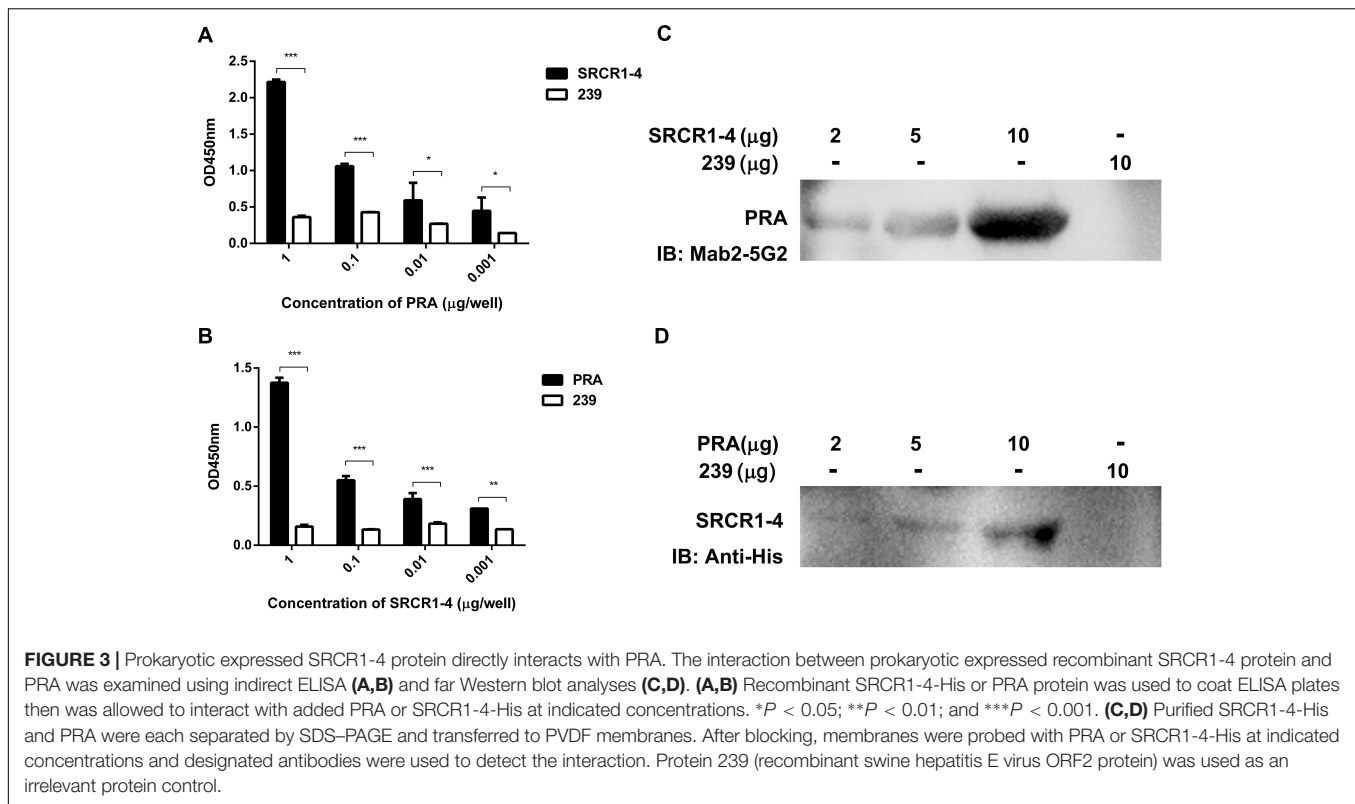 A
***
***
*
*
2.5
2.0
1.5
1.0
0.5
0.0
OD450nm
1
0.1
0.01
0.001
Concentration of PRA (μg/well)
SRCR1-4
239
B
***
***
***
**
1.5
1.0
0.5
0.0
OD450nm
1
0.1
0.01
0.001
Concentration of SRCR1-4 (μg/well)
PRA
239
C
SRCR1-4 (μg) 2 5 10 -
239 (μg) - - - 10
PRA
IB: Mab2-5G2
D
PRA(μg) 2 5 10 -
239 (μg) - - - 10
SRCR1-4
IB: Anti-His
FIGURE 3 | Prokaryotic expressed SRCR1-4 protein directly interacts with PRA. The interaction between prokaryotic expressed recombinant SRCR1-4 protein and
PRA was examined using indirect ELISA (A,B) and far Western blot analyses (C,D). (A,B) Recombinant SRCR1-4-His or PRA protein was used to coat ELISA plates
then was allowed to interact with added PRA or SRCR1-4-His at indicated concentrations. *P < 0.05; **P < 0.01; and ***P < 0.001. (C,D) Purified SRCR1-4-His
and PRA were each separated by SDS–PAGE and transferred to PVDF membranes. After blocking, membranes were probed with PRA or SRCR1-4-His at indicated
concentrations and designated antibodies were used to detect the interaction. Protein 239 (recombinant swine hepatitis E virus ORF2 protein) was used as an
irrelevant protein control.